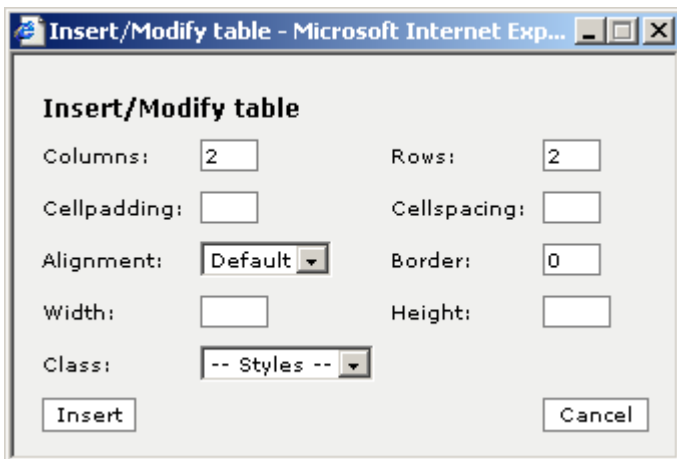 Insert/Modify table - Microsoft Internet Exp...
Insert/Modify table
Columns: 2 Rows: 2
Cellpadding: Cellspacing:
Alignment: Default Border: 0
Width: Height:
Class: -- Styles --
Insert Cancel